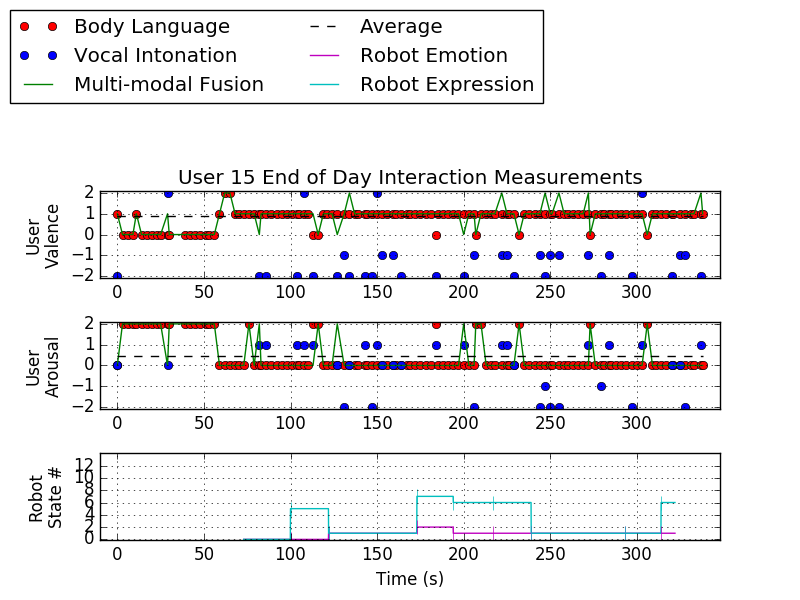 Body Language
Average
Vocal Intonation
Robot Emotion
Multi-modal Fusion
Robot Expression
User 15 End of Day Interaction Measurements
User
Valence
2
1
0
−1
−2
0 50 100 150 200 250 300
User
Arousal
2
1
0
−1
−2
0 50 100 150 200 250 300
Robot
State #
12
10
8
6
4
2
0
0 50 100 150 200 250 300
Time (s)